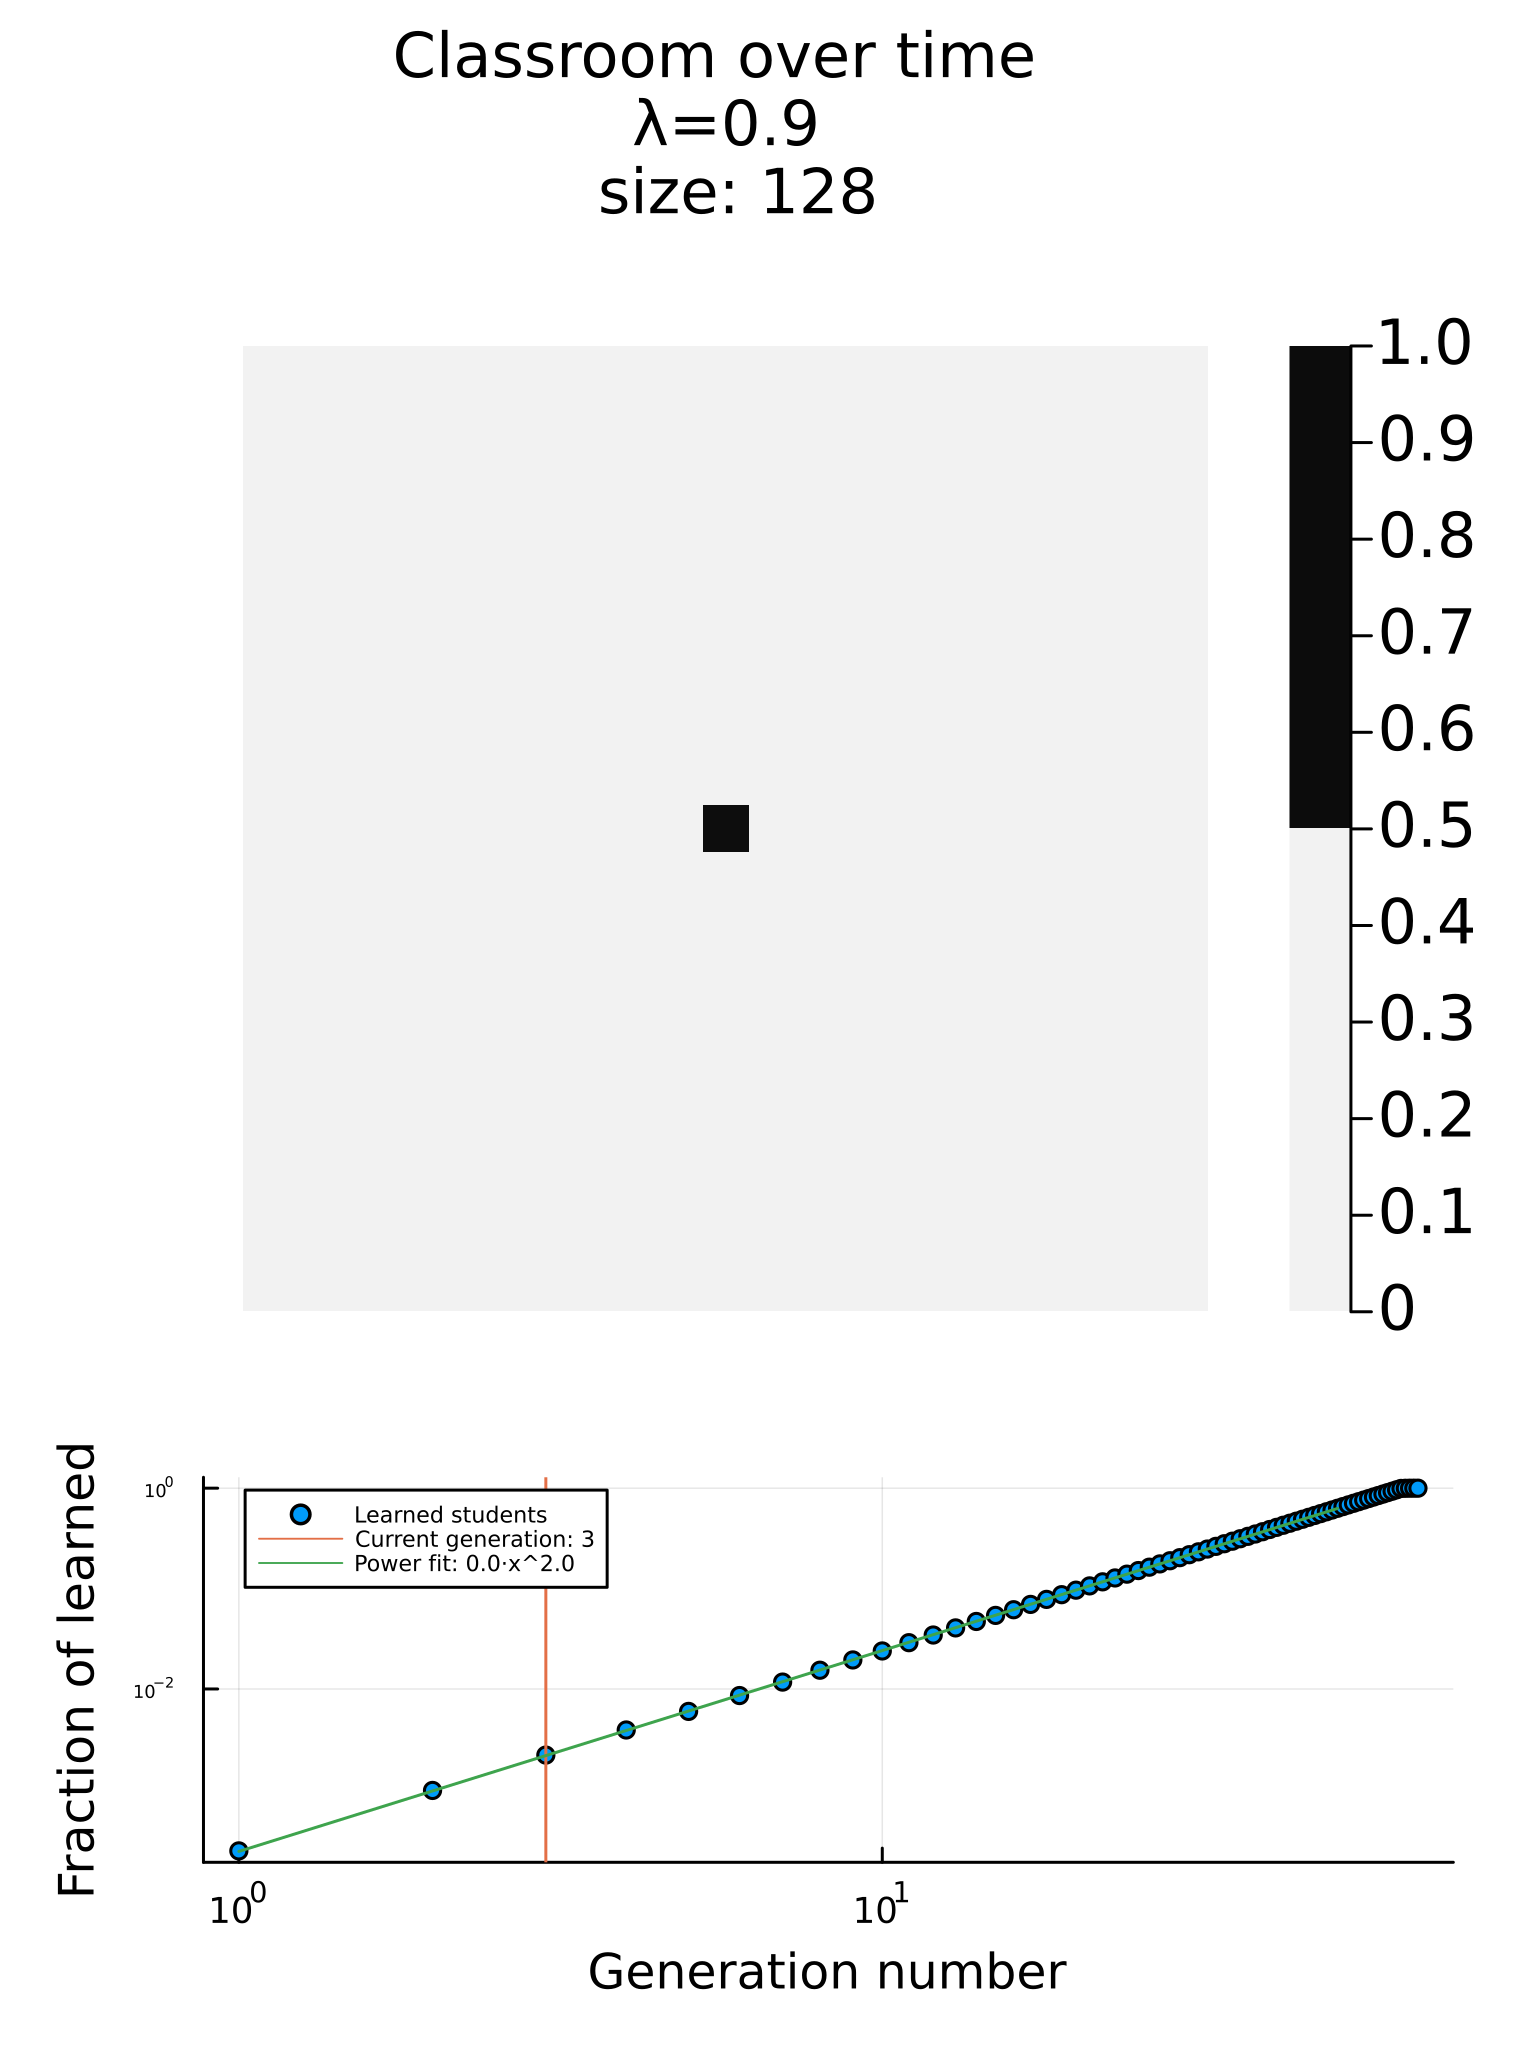 Classroom over time
λ=0.9
size: 128
1.0
0.9
0.8
0.7
0.6
0.5
0.4
0.3
0.2
0.1
0
Fraction of learned
10^0
10^−2
Learned students
Current generation: 3
Power fit: 0.0·x^2.0
10^0
10^1
Generation number